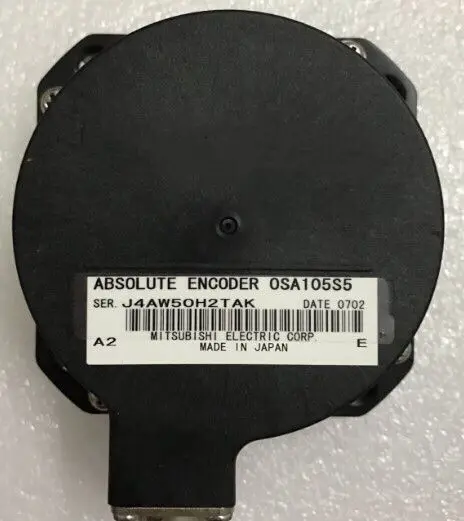 ABSOLUTE ENCODER OSA105S5
SER. J4AW50H2TAK DATE 0702
MITSUBISHI ELECTRIC CORP.
A2 MADE IN JAPAN E